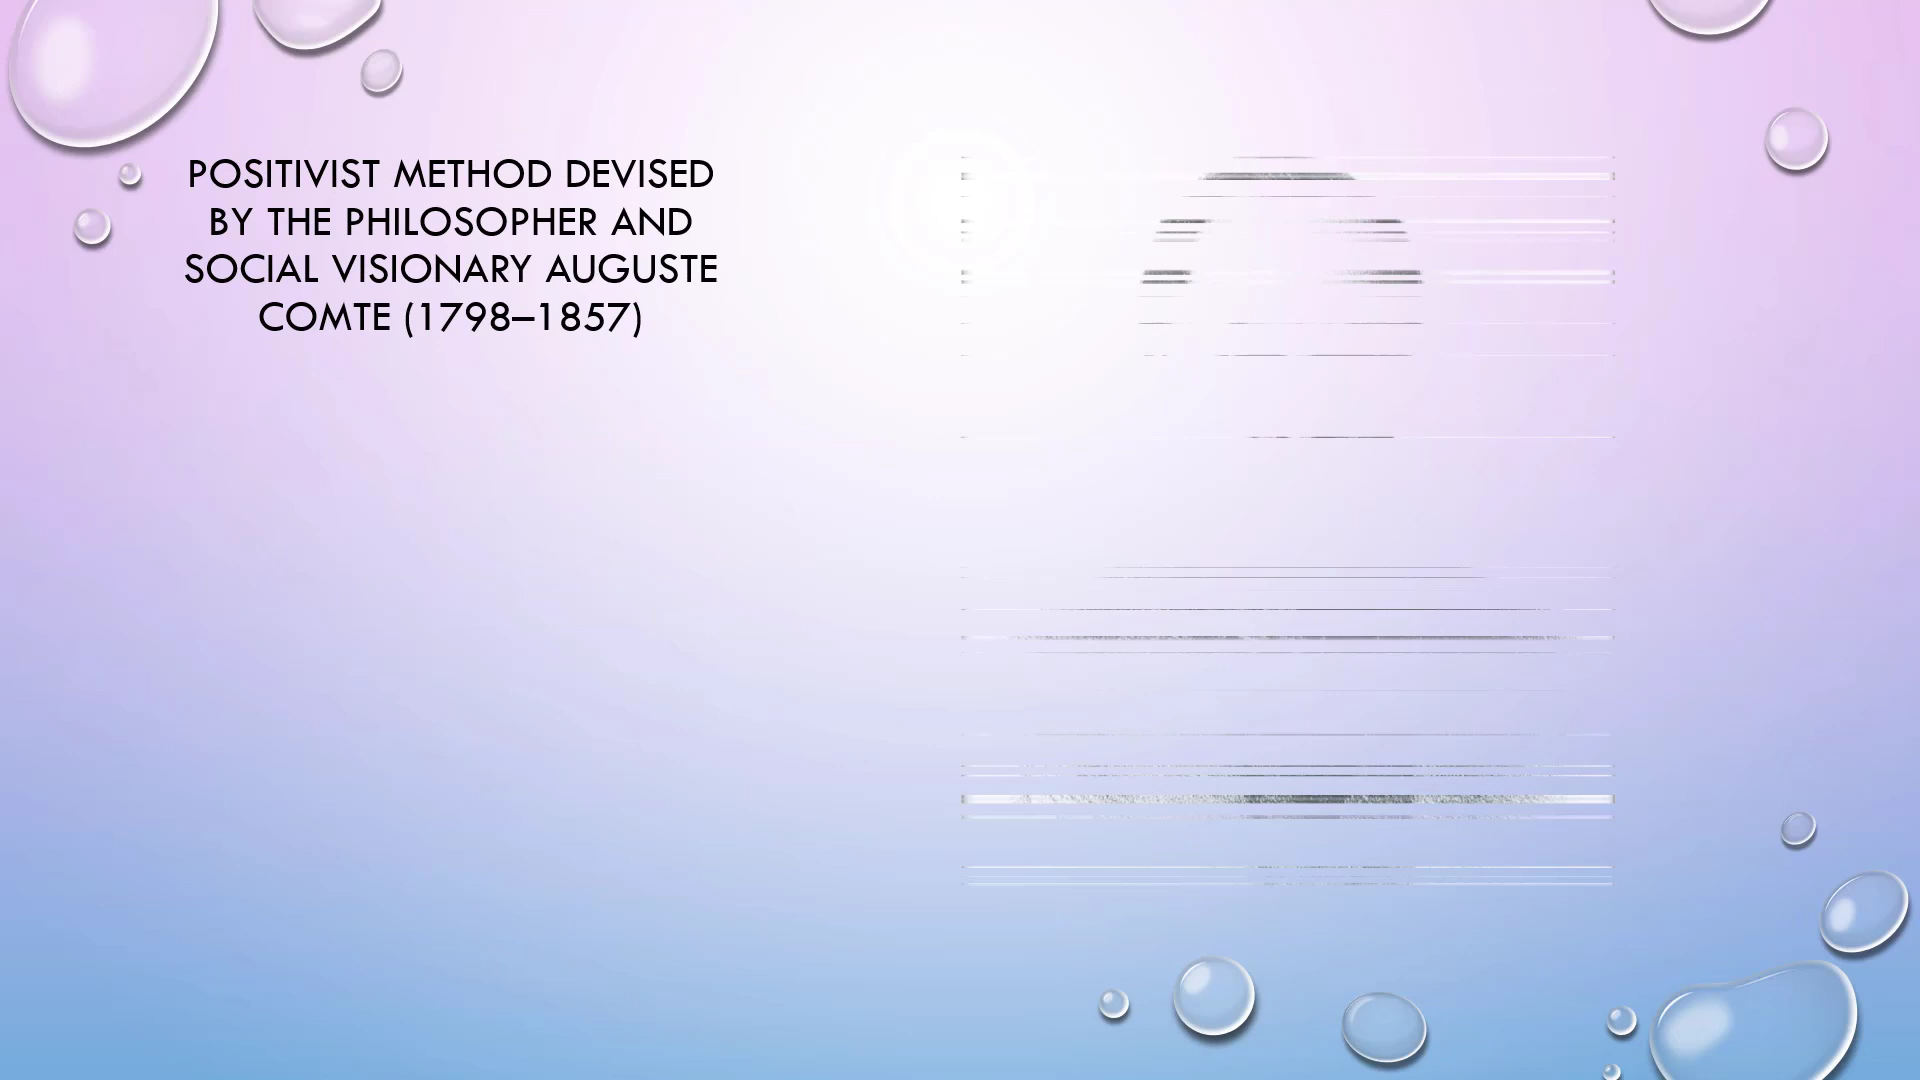 POSITIVIST METHOD DEVISED
BY THE PHILOSOPHER AND
SOCIAL VISIONARY AUGUSTE
COMTE (1798–1857)